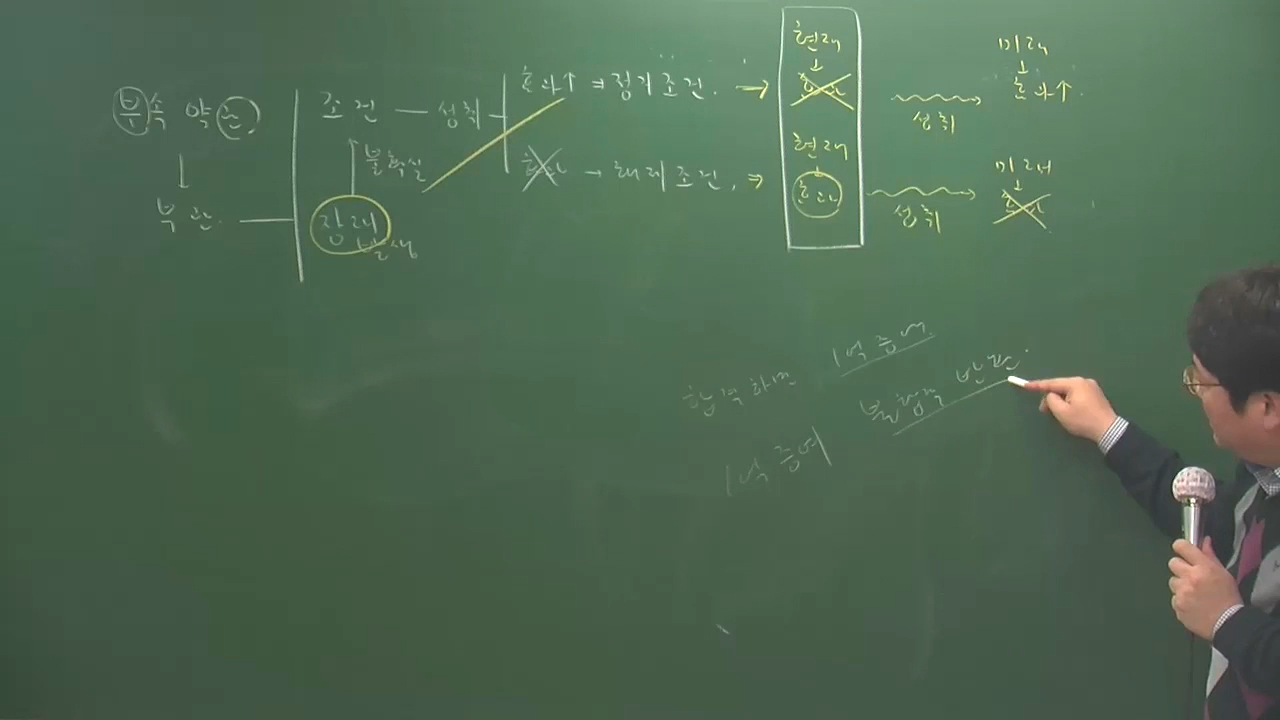 부속 약관
↓
부관
조건 — 성취
↑ 불확실
장래 발생
효과↑ ⇒ 정지조건 →
효과 → 해제조건 ⇒
현재
↓
효과
현재
↓
효과
성취
성취
미래
↓
효과↑
미래
↓
효과
합격하면 1억 증여
1억 증여 불합격 반환